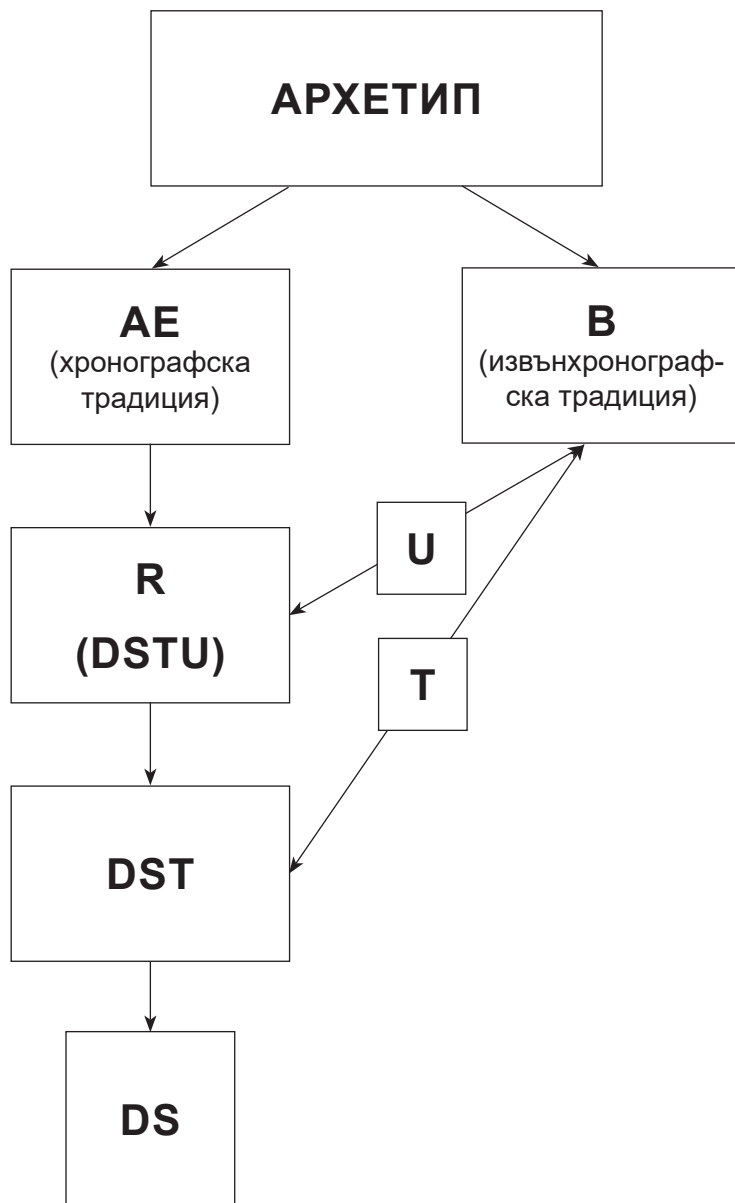 АРХЕТИП
AE
(хронографска
традиция)
B
(извънхронограф-
ска традиция)
R
(DSTU)
U
T
DST
DS